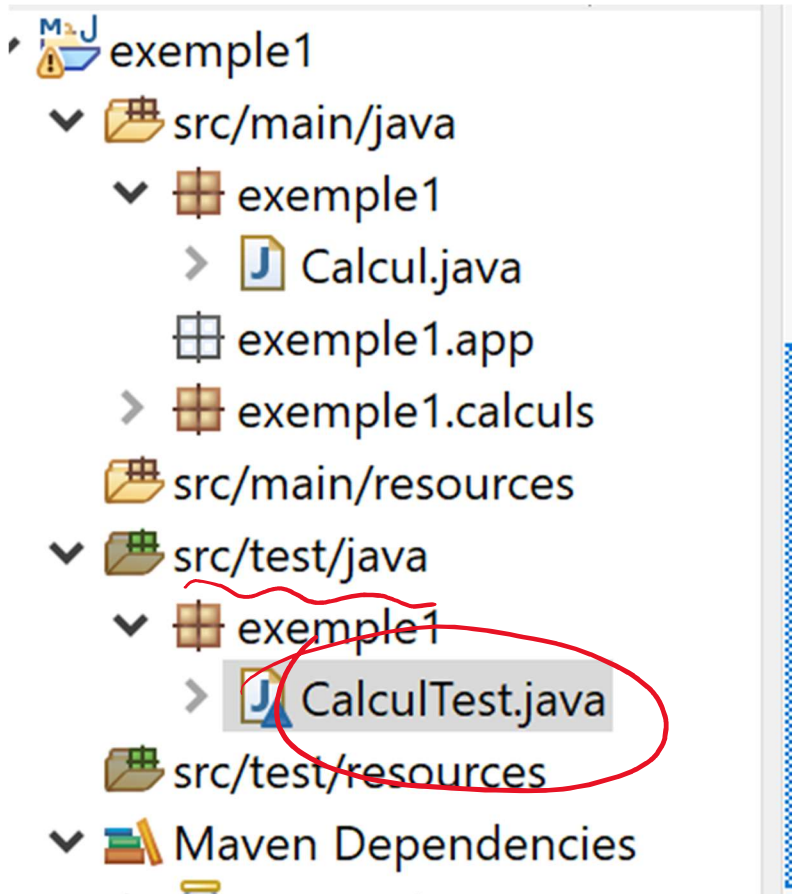 exemple1
src/main/java
exemple1
Calcul.java
exemple1.app
exemple1.calculs
src/main/resources
src/test/java
exemple1
CalculTest.java
src/test/resources
Maven Dependencies